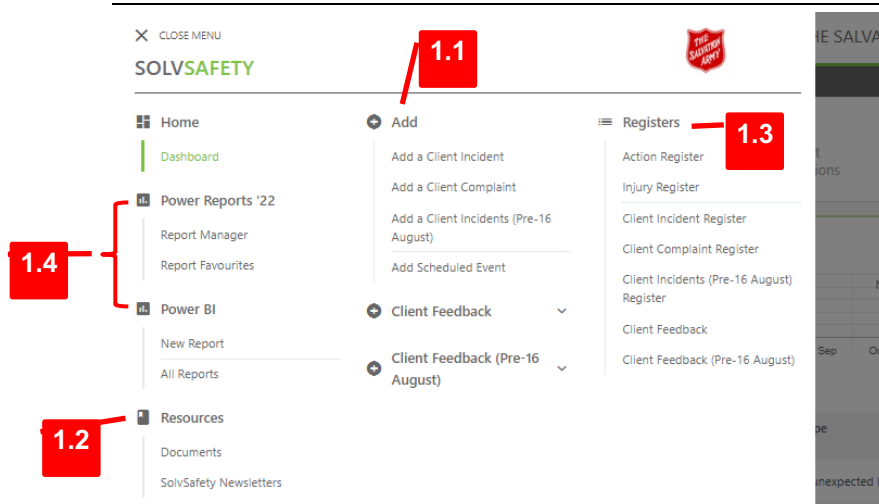 CLOSE MENU
SOLVSAFETY
THE
SALVATION
ARMY
HE SALVA
1.1
Home
Dashboard
Power Reports '22
Report Manager
Report Favourites
1.4
Power BI
New Report
All Reports
Resources
1.2
Documents
SolvSafety Newsletters
Add
Add a Client Incident
Add a Client Complaint
Add a Client Incidents (Pre-16
August)
Add Scheduled Event
Client Feedback
Client Feedback (Pre-16
August)
Registers
1.3
Action Register
Injury Register
Client Incident Register
Client Complaint Register
Client Incidents (Pre-16 August)
Register
Client Feedback
Client Feedback (Pre-16 August)
t
ions
Sep
pe
unexpected